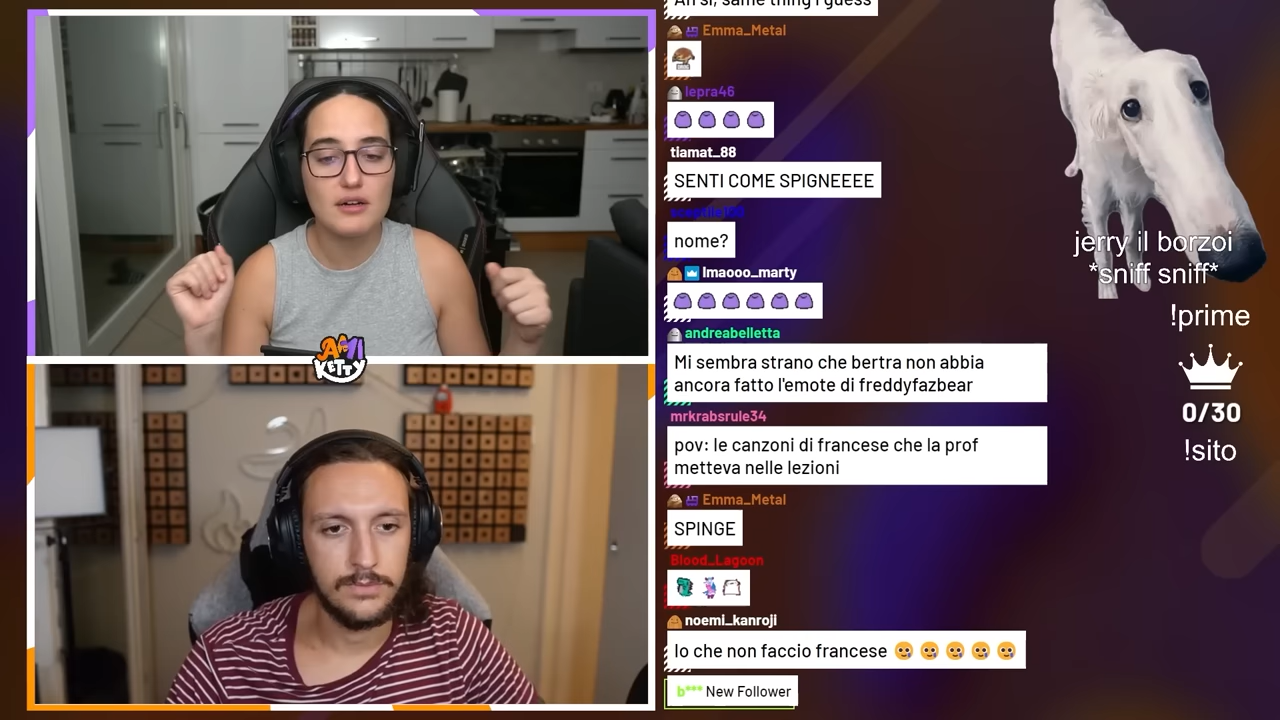 Ah si, same thing I guess
Emma_Metal
lepra46
tiamat_88
SENTI COME SPIGNEEEE
nome?
lmaooo_marty
andreabelletta
Mi sembra strano che bertra non abbia
ancora fatto l'emote di freddyfazbear
mrkrabsrule34
pov: le canzoni di francese che la prof
metteva nelle lezioni
Emma_Metal
SPINGE
Blood_Lagoon
noemi_kanroji
Io che non faccio francese
b*** New Follower
AMI
KETTY
jerry il borzoi
*sniff sniff*
!prime
0/30
!sito